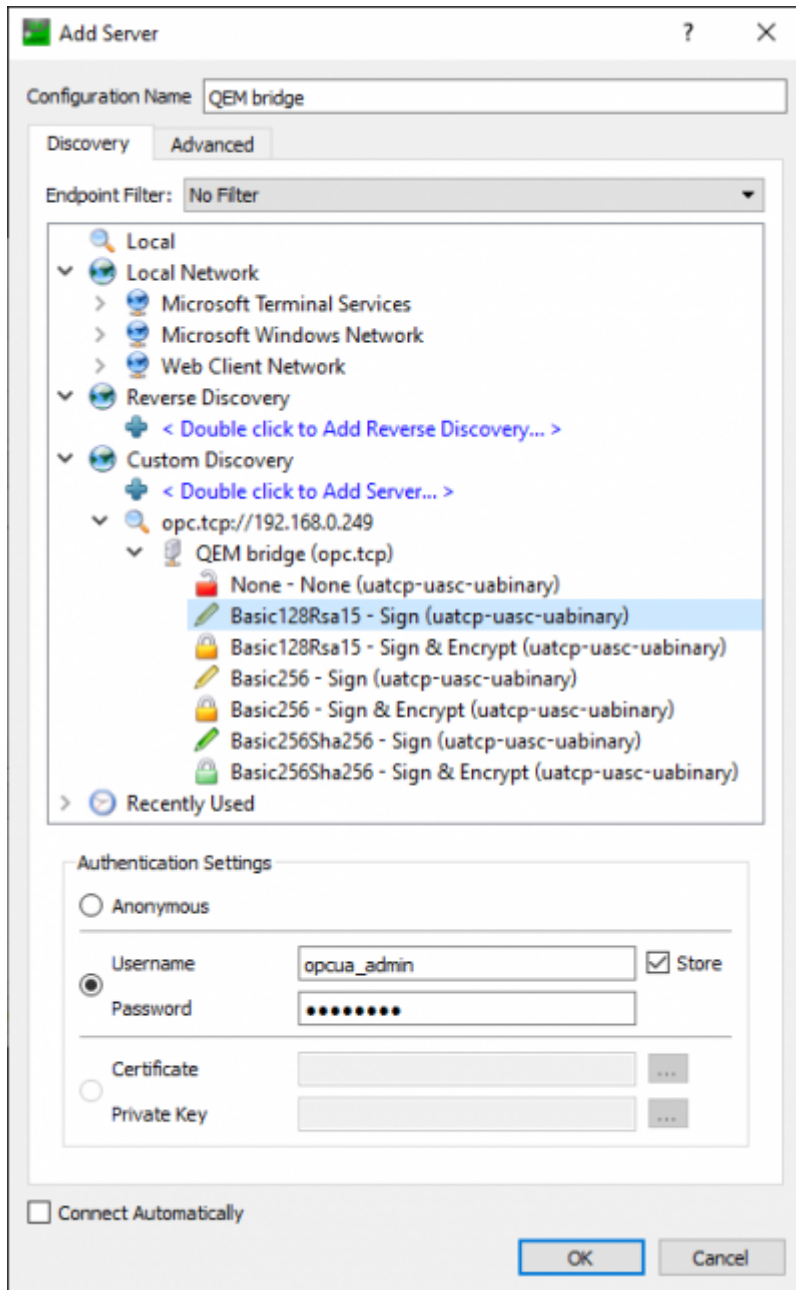 Add Server
Configuration Name QEM bridge
Discovery Advanced
Endpoint Filter: No Filter
Local
Local Network
Microsoft Terminal Services
Microsoft Windows Network
Web Client Network
Reverse Discovery
< Double click to Add Reverse Discovery... >
Custom Discovery
< Double click to Add Server... >
opc.tcp://192.168.0.249
QEM bridge (opc.tcp)
None - None (uatcp-uasc-uabinary)
Basic128Rsa15 - Sign (uatcp-uasc-uabinary)
Basic128Rsa15 - Sign & Encrypt (uatcp-uasc-uabinary)
Basic256 - Sign (uatcp-uasc-uabinary)
Basic256 - Sign & Encrypt (uatcp-uasc-uabinary)
Basic256Sha256 - Sign (uatcp-uasc-uabinary)
Basic256Sha256 - Sign & Encrypt (uatcp-uasc-uabinary)
Recently Used
Authentication Settings
Anonymous
Username opcua_admin Store
Password ●●●●●●●●
Certificate ...
Private Key ...
Connect Automatically
OK Cancel